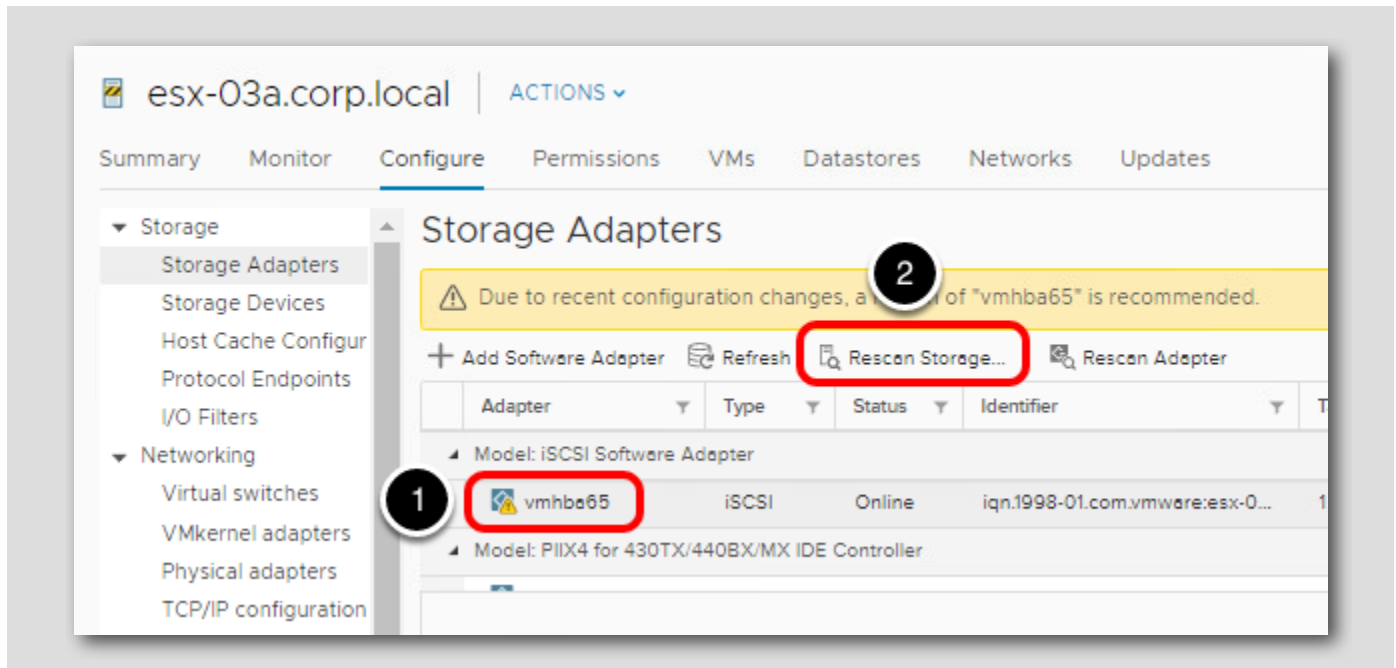 esx-03a.corp.local ACTIONS
Summary Monitor Configure Permissions VMs Datastores Networks Updates
Storage
Storage Adapters
Storage Devices
Host Cache Configur
Protocol Endpoints
I/O Filters
Networking
Virtual switches
VMkernel adapters
Physical adapters
TCP/IP configuration
Storage Adapters
2
Due to recent configuration changes, a of "vmhba65" is recommended.
Add Software Adapter Refresh Rescan Storage... Rescan Adapter
Adapter Type Status Identifier
Model: iSCSI Software Adapter
1 vmhba65 iSCSI Online iqn.1998-01.com.vmware:esx-0... 1
Model: PIIX4 for 430TX/440BX/MX IDE Controller